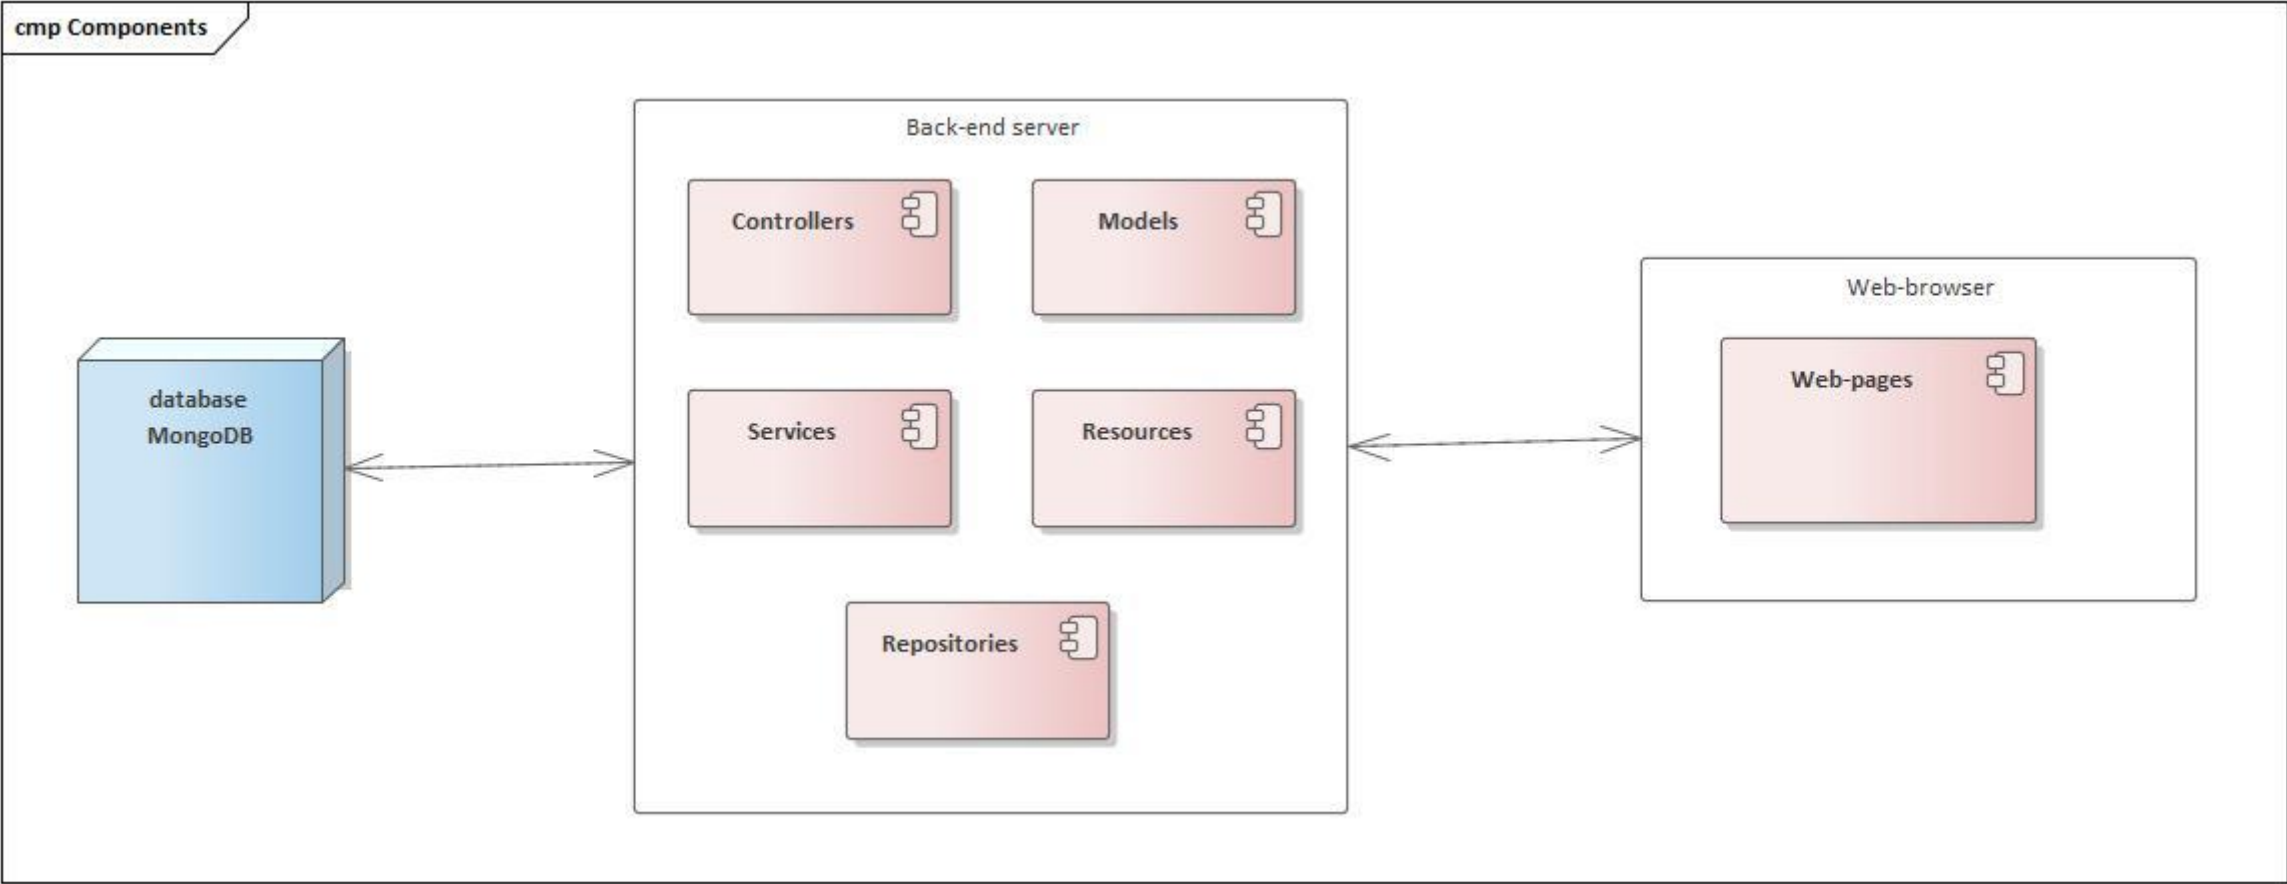 cmp Components
Back-end server
Controllers
Models
Services
Resources
Repositories
database
MongoDB
Web-browser
Web-pages